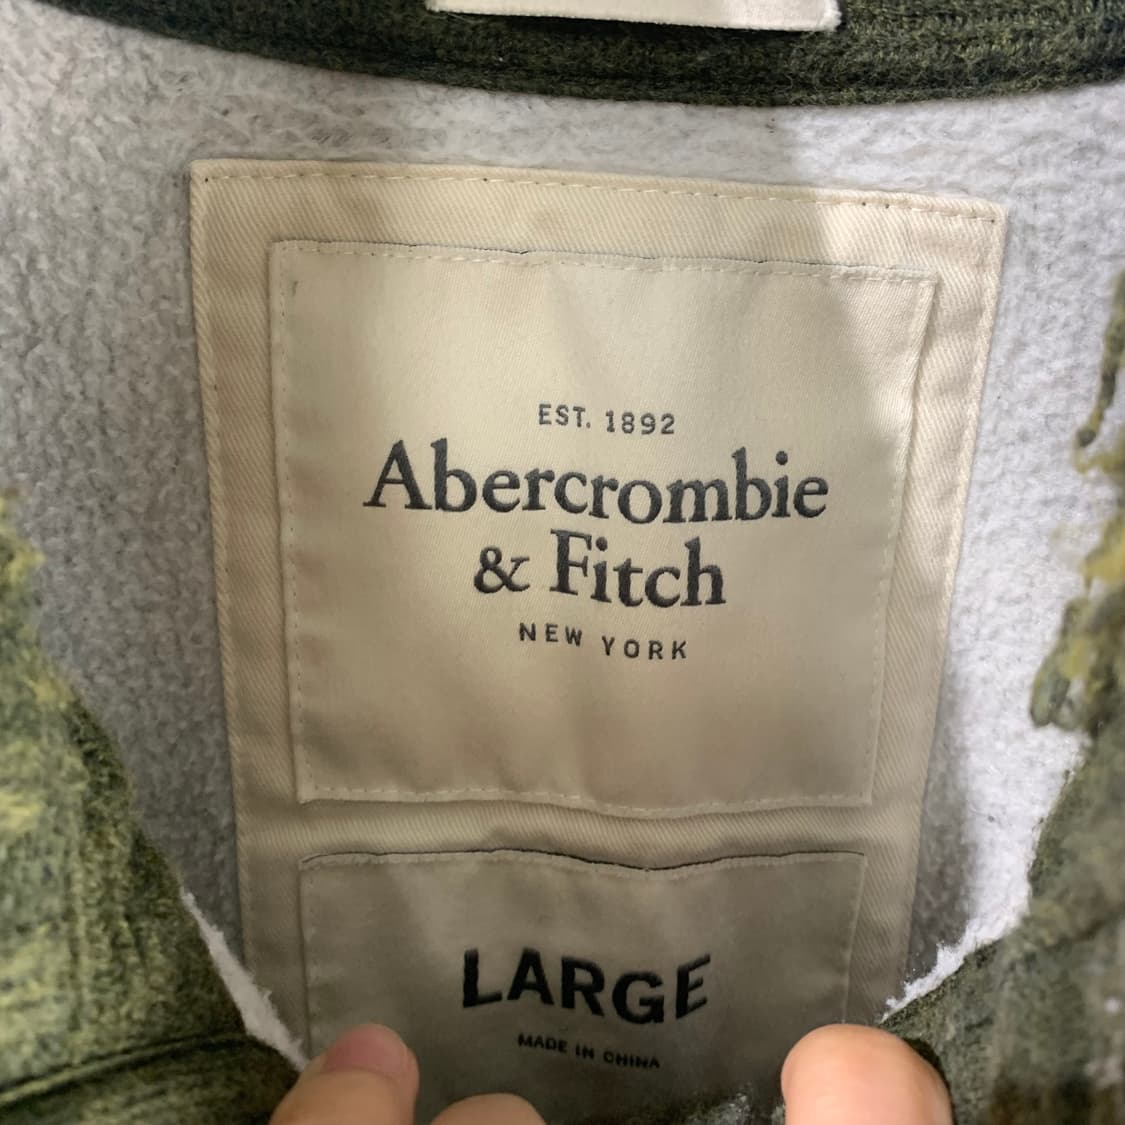 EST. 1892
Abercrombie
& Fitch
NEW YORK
LARGE
MADE IN CHINA